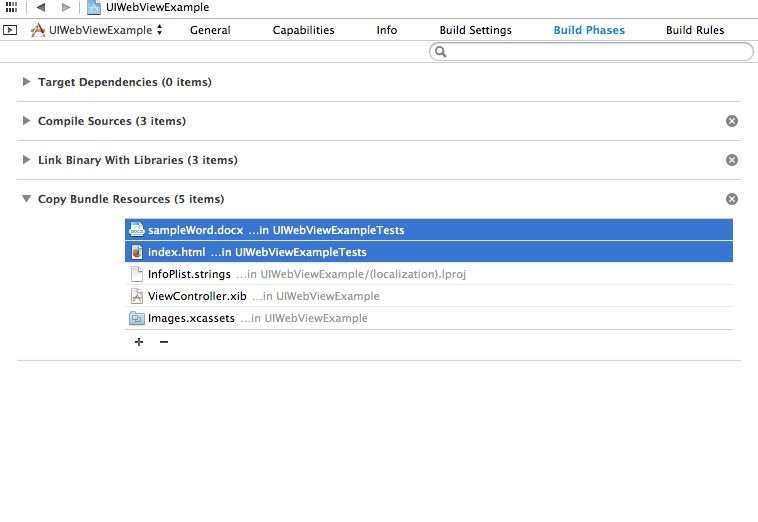 UIWebViewExample
UIWebViewExample General Capabilities Info Build Settings Build Phases Build Rules
Target Dependencies (0 items)
Compile Sources (3 items)
Link Binary With Libraries (3 items)
Copy Bundle Resources (5 items)
sampleWord.docx ...in UIWebViewExampleTests
index.html ...in UIWebViewExampleTests
InfoPlist.strings ...in UIWebViewExample/(localization).lproj
ViewController.xib ...in UIWebViewExample
Images.xcassets ...in UIWebViewExample